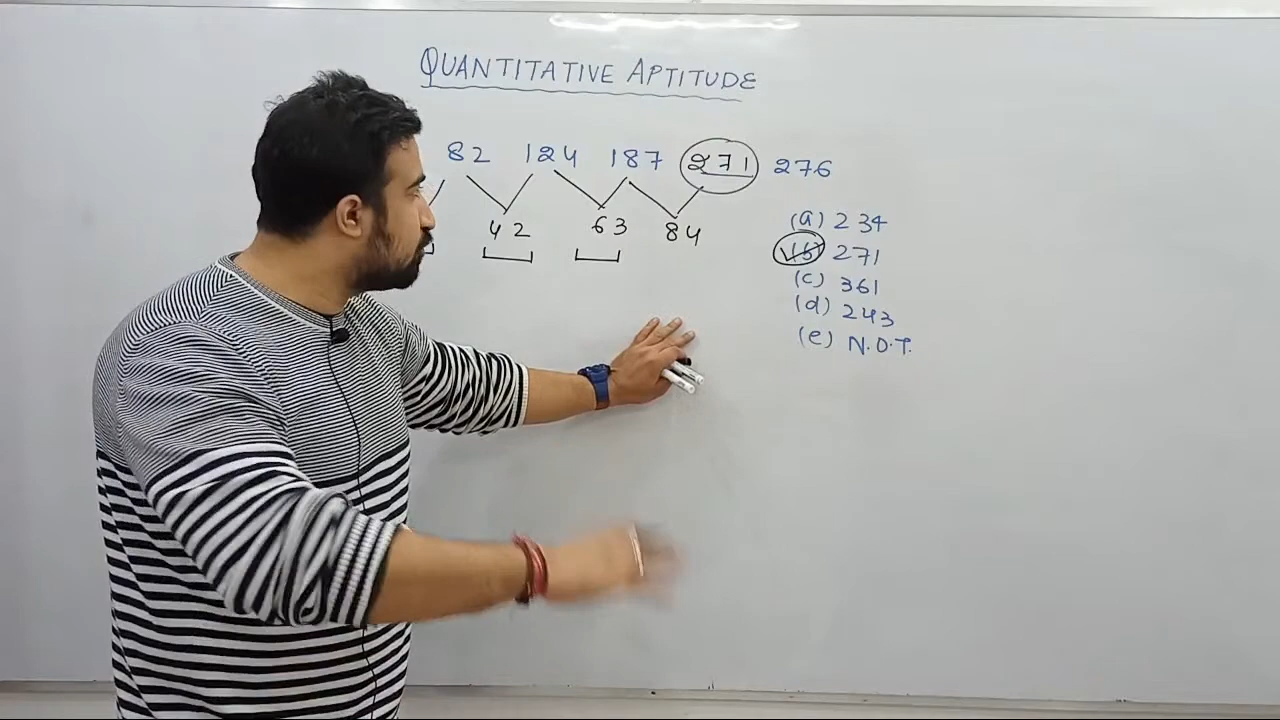 QUANTITATIVE APTITUDE
82 124 187 271 276
42 63 84
(a) 234
(b) 271
(c) 361
(d) 243
(e) N.O.T.